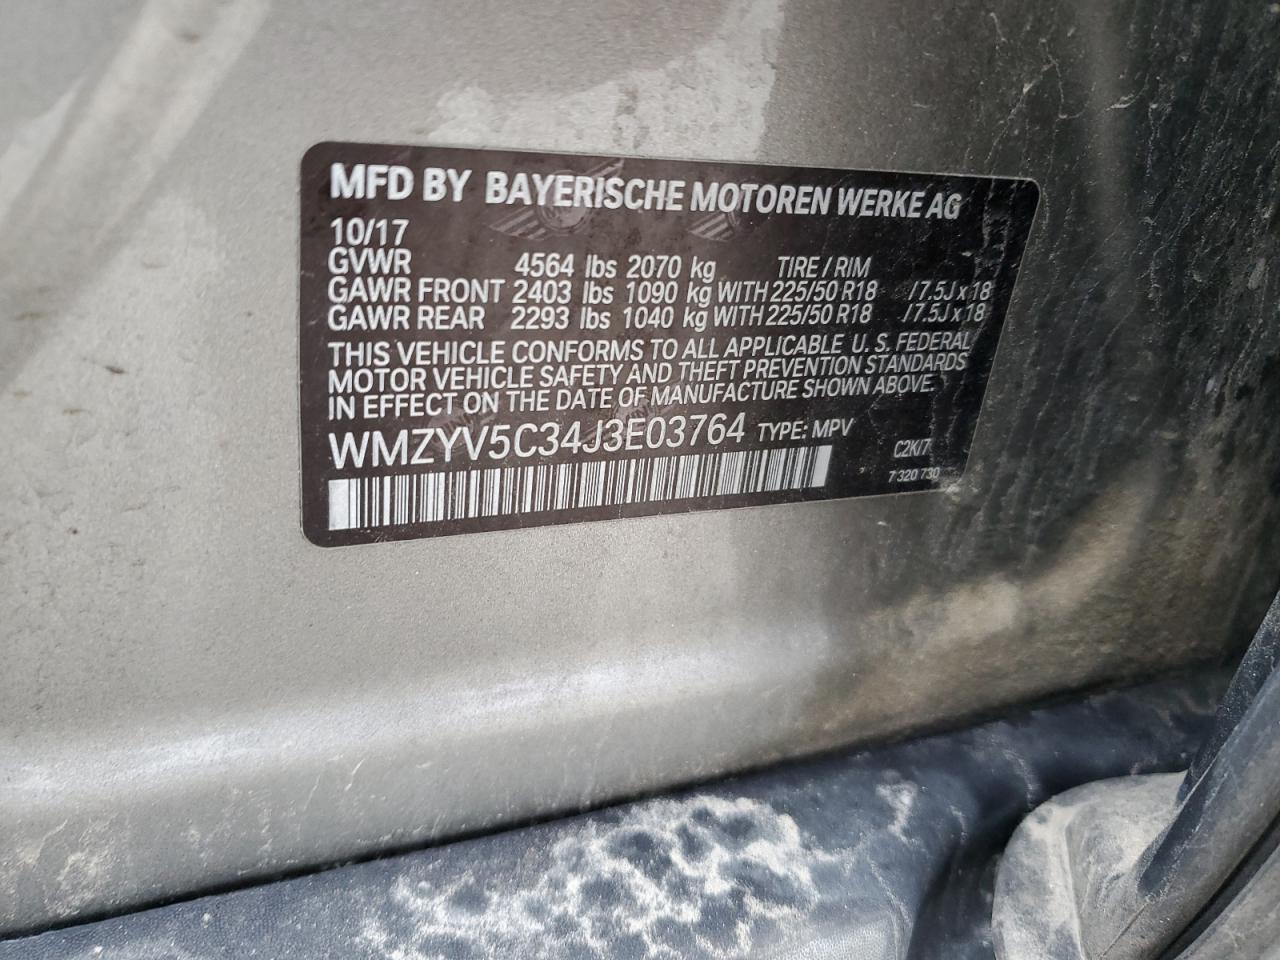 MFD BY BAYERISCHE MOTOREN WERKE AG
10/17
GVWR 4564 lbs 2070 kg TIRE / RIM
GAWR FRONT 2403 lbs 1090 kg WITH 225/50 R18 /7.5J x 18
GAWR REAR 2293 lbs 1040 kg WITH 225/50 R18 /7.5J x 18
THIS VEHICLE CONFORMS TO ALL APPLICABLE U. S. FEDERAL
MOTOR VEHICLE SAFETY AND THEFT PREVENTION STANDARDS
IN EFFECT ON THE DATE OF MANUFACTURE SHOWN ABOVE.
WMZYV5C34J3E03764 TYPE: MPV C2K/7
7 320 730